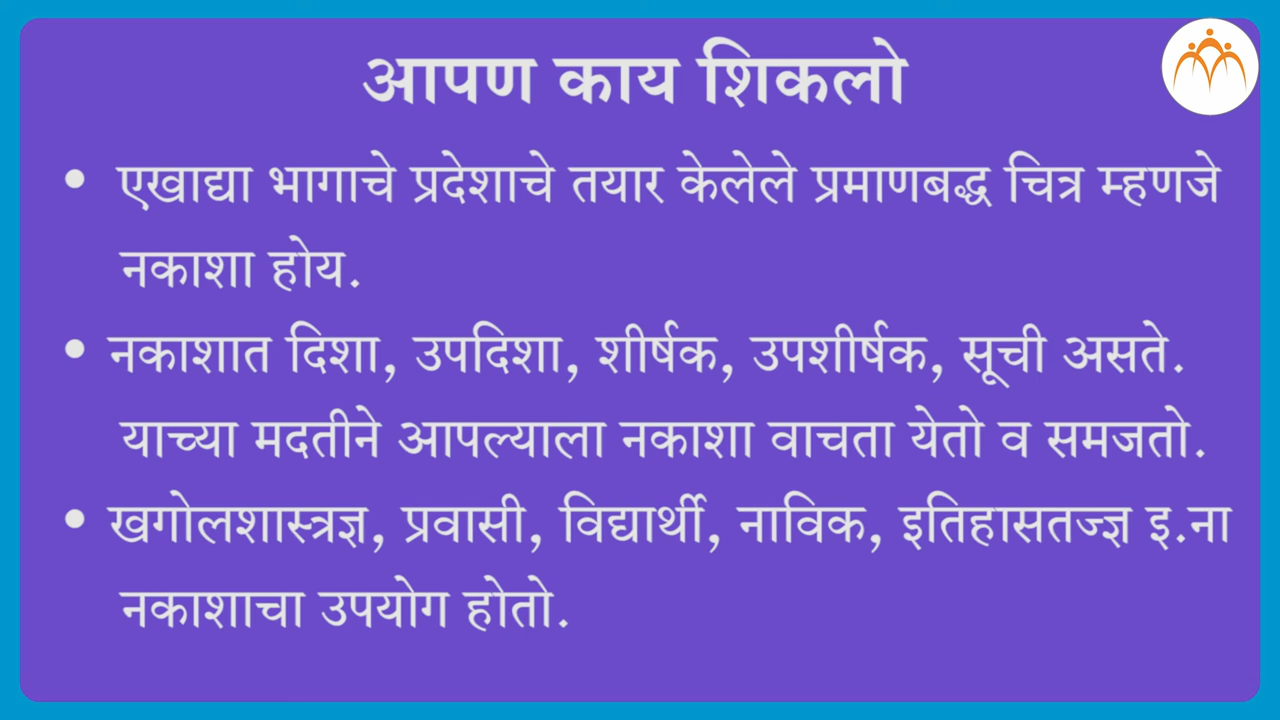 आपण काय शिकलो
• एखाद्या भागाचे प्रदेशाचे तयार केलेले प्रमाणबद्ध चित्र म्हणजे
नकाशा होय.
• नकाशात दिशा, उपदिशा, शीर्षक, उपशीर्षक, सूची असते.
याच्या मदतीने आपल्याला नकाशा वाचता येतो व समजतो.
• खगोलशास्त्रज्ञ, प्रवासी, विद्यार्थी, नाविक, इतिहासतज्ज्ञ इ.ना
नकाशाचा उपयोग होतो.